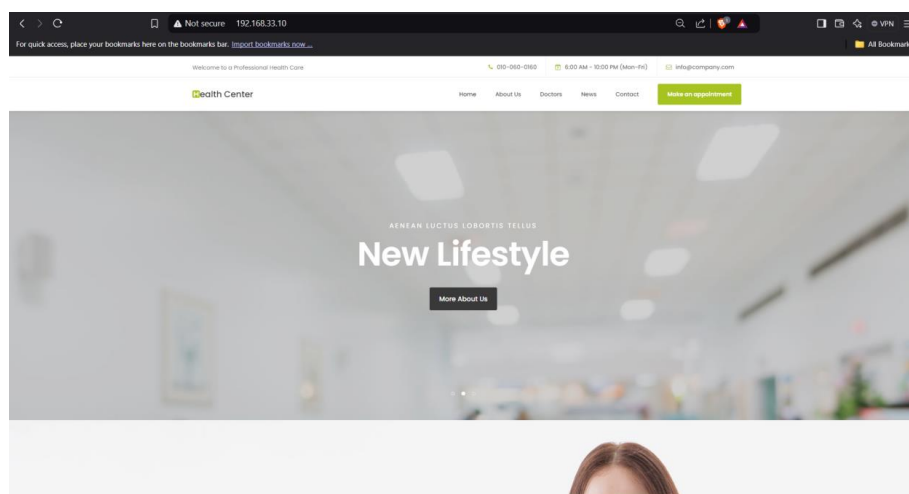 Not secure 192.168.33.10
VPN
For quick access, place your bookmarks here on the bookmarks bar. Import bookmarks now ...
All Bookmark
Welcome to a Professional Health Care
010-060-0160
6:00 AM - 10:00 PM (Mon-Fri)
info@company.com
Health Center
Home
About Us
Doctors
News
Contact
Make an appointment
AENEAN LUCTUS LOBORTIS TELLUS
New Lifestyle
More About Us